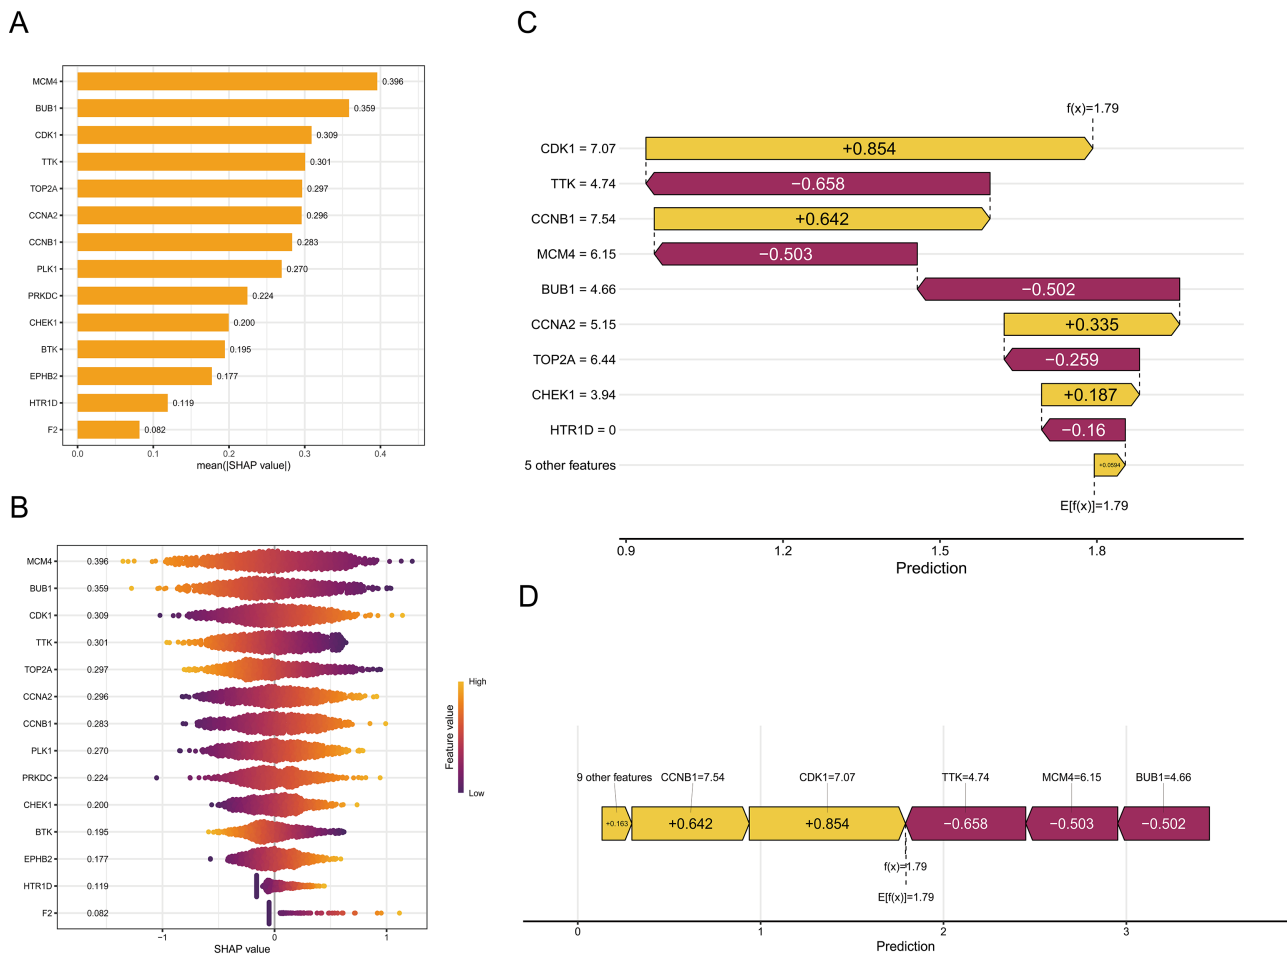 A
MCM4
0.396
BUB1
0.359
CDK1
0.309
TTK
0.301
TOP2A
0.297
CCNA2
0.296
CCNB1
0.283
PLK1
0.270
PRKDC
0.224
CHEK1
0.200
BTK
0.195
EPHB2
0.177
HTR1D
0.119
F2
0.082
0.0 0.1 0.2 0.3 0.4
mean(|SHAP value|)
B
MCM4 0.396
BUB1 0.359
CDK1 0.309
TTK 0.301
TOP2A 0.297
CCNA2 0.296
CCNB1 0.283
PLK1 0.270
PRKDC 0.224
CHEK1 0.200
BTK 0.195
EPHB2 0.177
HTR1D 0.119
F2 0.082
−1 0 1
SHAP value
High
Feature value
Low
C
f(x)=1.79
CDK1 = 7.07 +0.854
TTK = 4.74 −0.658
CCNB1 = 7.54 +0.642
MCM4 = 6.15 −0.503
BUB1 = 4.66 −0.502
CCNA2 = 5.15 +0.335
TOP2A = 6.44 −0.259
CHEK1 = 3.94 +0.187
HTR1D = 0 −0.16
5 other features +0.0594
E[f(x)]=1.79
0.9 1.2 1.5 1.8
Prediction
D
9 other features CCNB1=7.54 CDK1=7.07 TTK=4.74 MCM4=6.15 BUB1=4.66
+0.163 +0.642 +0.854 −0.658 −0.503 −0.502
f(x)=1.79
E[f(x)]=1.79
0 1 2 3
Prediction